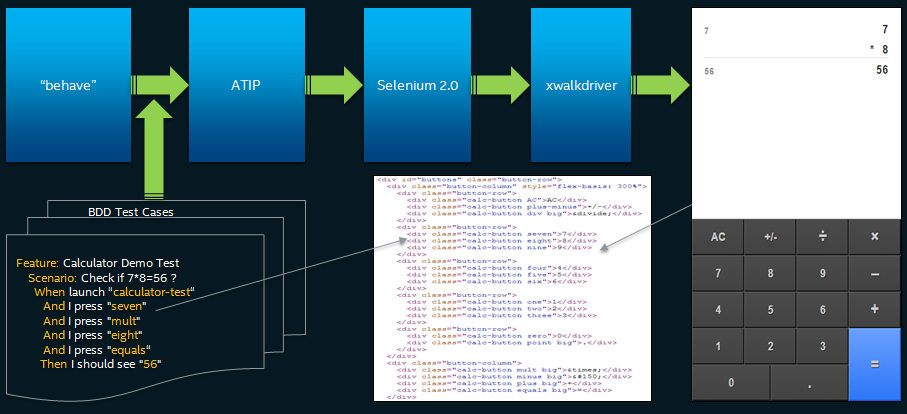 “behave”
ATIP
Selenium 2.0
xwalkdriver
7 7
* 8
56 56
BDD Test Cases
Feature: Calculator Demo Test
Scenario: Check if 7*8=56 ?
When launch “calculator-test“
And I press "seven"
And I press "mult"
And I press "eight"
And I press "equals“
Then I should see "56"
<div id="buttons" class="button-row">
<div class="button-column" style="flex-basis: 300%">
<div class="button-row">
<div class="calc-button AC">AC</div>
<div class="calc-button plus-minus">+/-</div>
<div class="calc-button div big">&divide;</div>
</div>
<div class="button-row">
<div class="calc-button seven">7</div>
<div class="calc-button eight">8</div>
<div class="calc-button nine">9</div>
</div>
<div class="button-row">
<div class="calc-button four">4</div>
<div class="calc-button five">5</div>
<div class="calc-button six">6</div>
</div>
<div class="button-row">
<div class="calc-button one">1</div>
<div class="calc-button two">2</div>
<div class="calc-button three">3</div>
</div>
<div class="button-row">
<div class="calc-button zero">0</div>
<div class="calc-button point big">.</div>
</div>
</div>
<div class="button-column">
<div class="calc-button mult big">&times;</div>
<div class="calc-button minus big">&#150;</div>
<div class="calc-button plus big">+</div>
<div class="calc-button equals big">=</div>
</div>
AC +/- ÷ ×
7 8 9 –
4 5 6 +
1 2 3 =
0 .